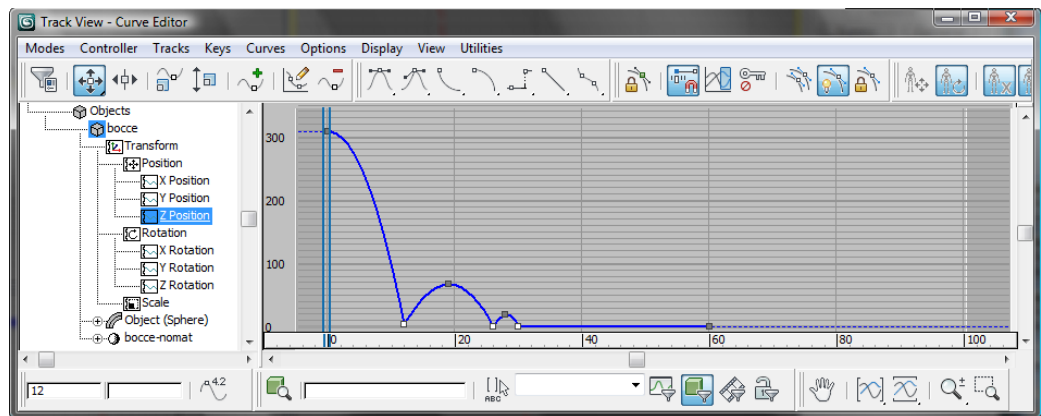 Track View - Curve Editor
Modes Controller Tracks Keys Curves Options Display View Utilities
Objects
bocce
Transform
Position
X Position
Y Position
Z Position
Rotation
X Rotation
Y Rotation
Z Rotation
Scale
Object (Sphere)
bocce-nomat
300
200
100
0
0 20 40 60 80 100
12
4.2
ABC